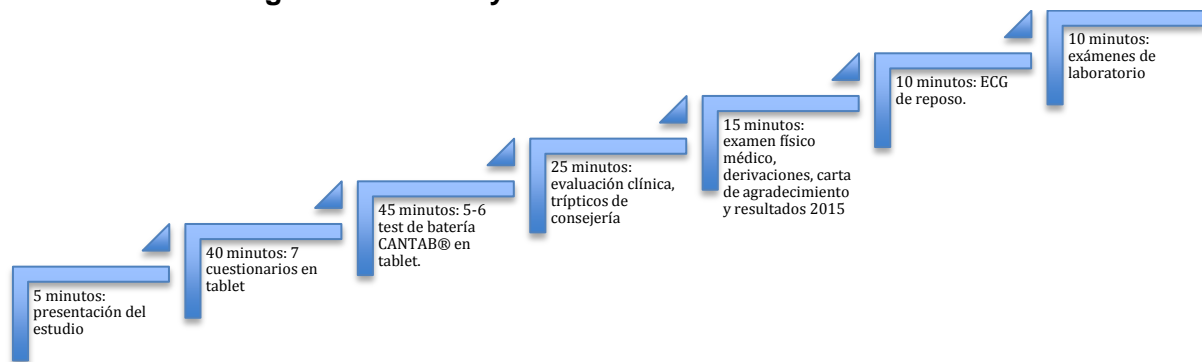 5 minutos:
presentación del
estudio
40 minutos: 7
cuestionarios en
tablet
45 minutos: 5-6
test de batería
CANTAB® en
tablet.
25 minutos:
evaluación clínica,
trípticos de
consejería
15 minutos:
examen físico
médico,
derivaciones, carta
de agradecimiento
y resultados 2015
10 minutos: ECG
de reposo.
10 minutos:
exámenes de
laboratorio